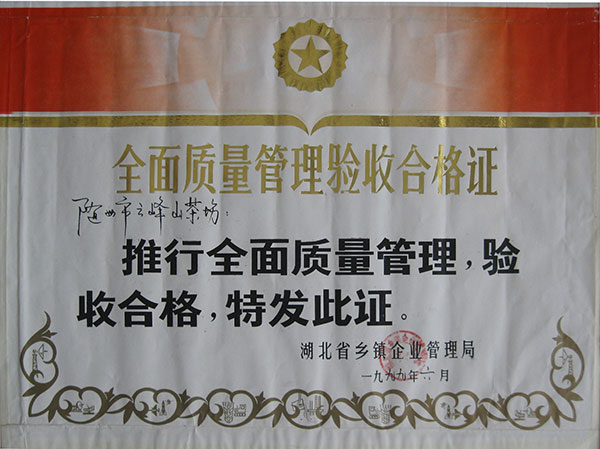 全面质量管理验收合格证
随州市云峰山茶场:
推行全面质量管理,验
收合格,特发此证。
湖北省乡镇企业管理局
一九九九年六月